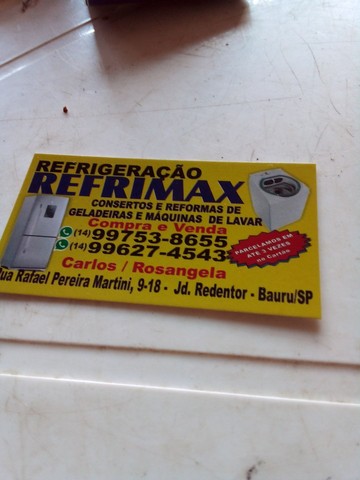 REFRIGERAÇÃO
REFRIMAX
CONSERTOS E REFORMAS DE
GELADEIRAS E MÁQUINAS DE LAVAR
Compra e Venda
(14) 99753-8655
(14) 99627-4543
PARCELAMOS EM
ATÉ 3 VEZES
no Cartão
Carlos / Rosangela
Rua Rafael Pereira Martini, 9-18 - Jd. Redentor - Bauru/SP